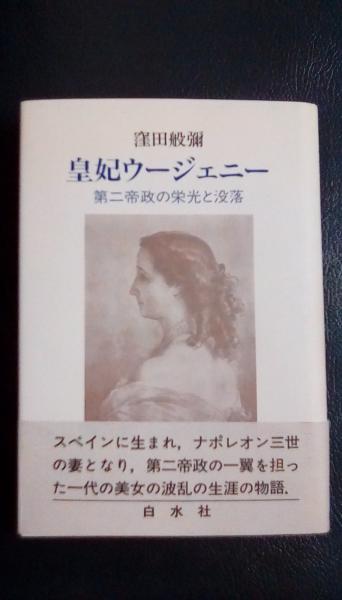 窪田般彌
皇妃ウージェニー
第二帝政の栄光と没落
スペインに生まれ，ナポレオン三世
の妻となり，第二帝政の一翼を担っ
た一代の美女の波乱の生涯の物語．
白水社